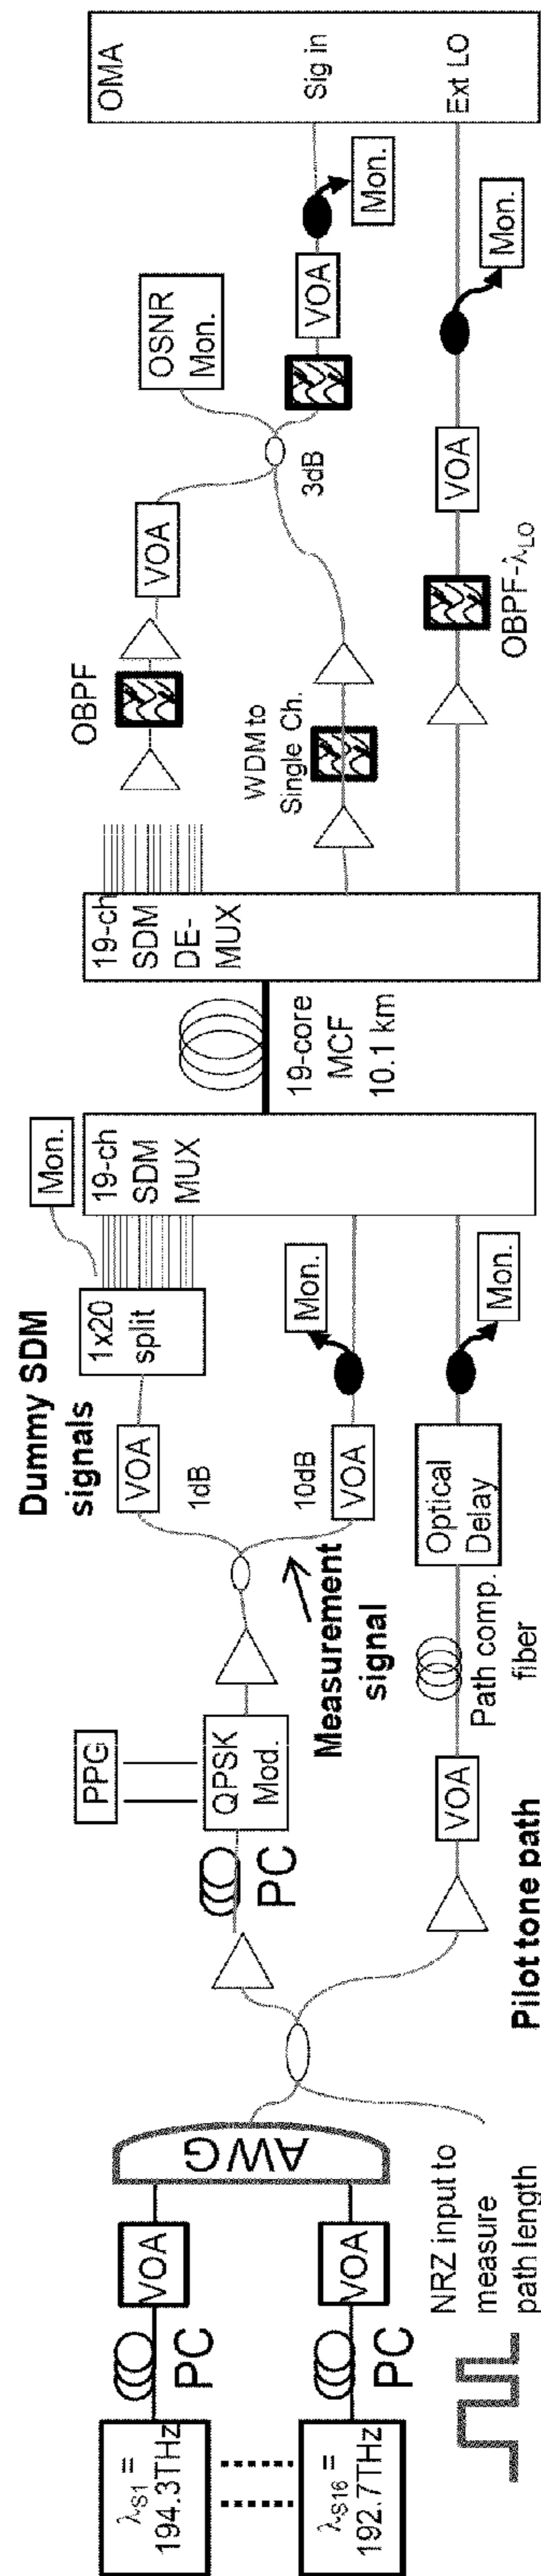 λS1 =
194.3THz
PC
VOA
λS16 =
192.7THz
PC
VOA
AWG
NRZ input to
measure
path length
PPG
PC
QPSK
Mod.
Measurement
signal
Pilot tone path
VOA
Path comp.
fiber
Optical
Delay
Mon.
Dummy SDM
signals
VOA
1dB
10dB
VOA
1x20
split
Mon.
Mon.
19-ch
SDM
MUX
19-core
MCF
10.1 km
19-ch
SDM
DE-
MUX
OBPF
VOA
WDM to
Single Ch.
3dB
OSNR
Mon.
VOA
Mon.
OBPF-λLO
VOA
Mon.
OMA
Sig in
Ext LO